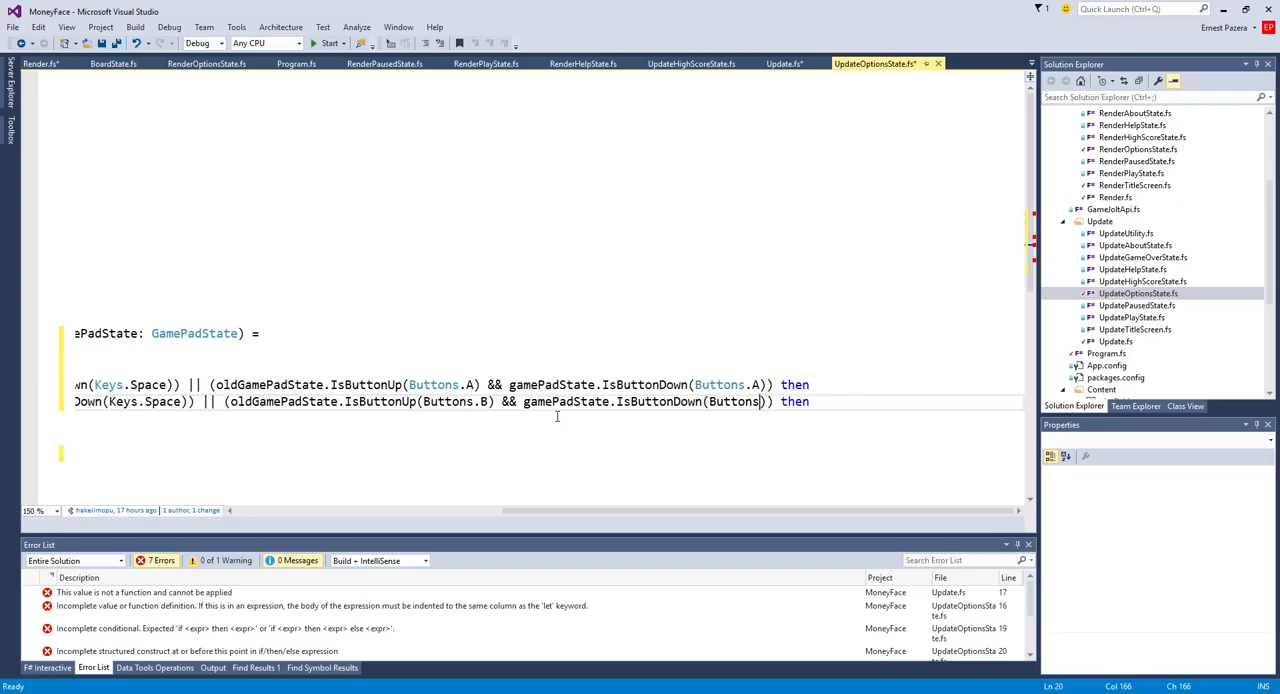 MoneyFace - Microsoft Visual Studio
1
Quick Launch (Ctrl+Q)
File Edit View Project Build Debug Team Tools Architecture Test Analyze Window Help
Ernest Pazera EP
Debug Any CPU Start
Render.fs* BoardState.fs RenderOptionsState.fs Program.fs RenderPausedState.fs RenderPlayState.fs RenderHelpState.fs UpdateHighScoreState.fs Update.fs* UpdateOptionsState.fs*
Server Explorer
Toolbox
ePadState: GamePadState) =
wn(Keys.Space)) || (oldGamePadState.IsButtonUp(Buttons.A) && gamePadState.IsButtonDown(Buttons.A)) then
Down(Keys.Space)) || (oldGamePadState.IsButtonUp(Buttons.B) && gamePadState.IsButtonDown(Buttons)) then
150 % hakelimopu, 17 hours ago | 1 author, 1 change
Solution Explorer
Search Solution Explorer (Ctrl+;)
RenderAboutState.fs
RenderHelpState.fs
RenderHighScoreState.fs
RenderOptionsState.fs
RenderPausedState.fs
RenderPlayState.fs
RenderTitleScreen.fs
Render.fs
GameJoltApi.fs
Update
UpdateUtility.fs
UpdateAboutState.fs
UpdateGameOverState.fs
UpdateHelpState.fs
UpdateHighScoreState.fs
UpdateOptionsState.fs
UpdatePausedState.fs
UpdatePlayState.fs
UpdateTitleScreen.fs
Update.fs
Program.fs
App.config
packages.config
Content
Solution Explorer Team Explorer Class View
Properties
Error List
Entire Solution 7 Errors 0 of 1 Warning 0 Messages Build + IntelliSense Search Error List
Description Project File Line
This value is not a function and cannot be applied MoneyFace Update.fs 17
Incomplete value or function definition. If this is in an expression, the body of the expression must be indented to the same column as the 'let' keyword. MoneyFace UpdateOptionsSta 16
te.fs
Incomplete conditional. Expected 'if <expr> then <expr>' or 'if <expr> then <expr> else <expr>'. MoneyFace UpdateOptionsSta 19
te.fs
Incomplete structured construct at or before this point in if/then/else expression MoneyFace UpdateOptionsSta 20
te.fs
F# Interactive Error List Data Tools Operations Output Find Results 1 Find Symbol Results
Ready Ln 20 Col 166 Ch 166 INS